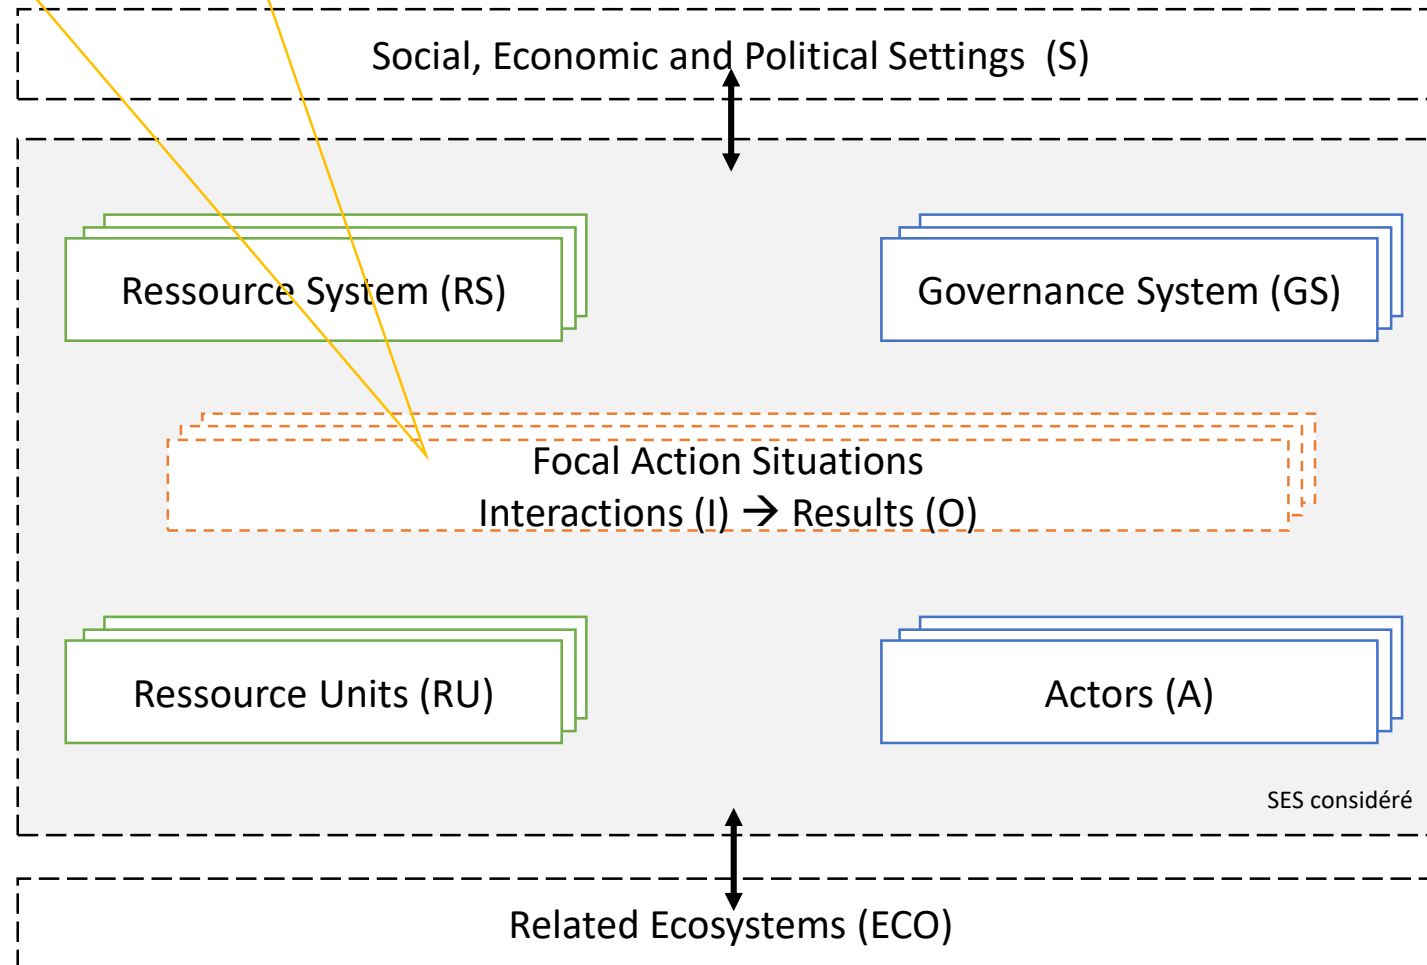 Social, Economic and Political Settings (S)
Ressource System (RS)
Governance System (GS)
Focal Action Situations
Interactions (I) → Results (O)
Ressource Units (RU)
Actors (A)
SES considéré
Related Ecosystems (ECO)